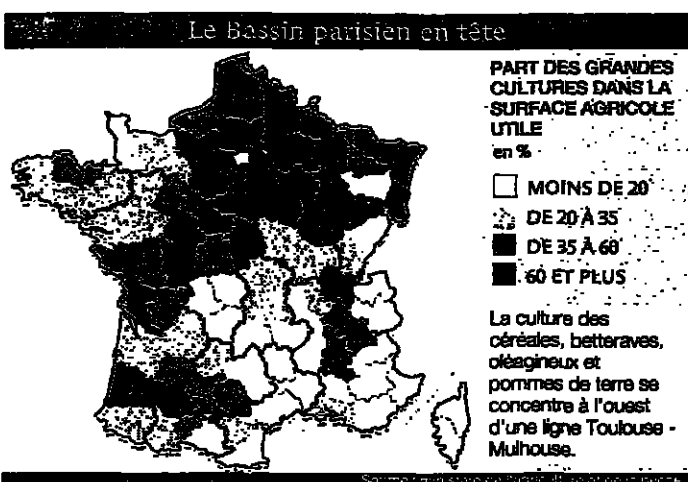 Le Bassin parisien en tête
PART DES GRANDES
CULTURES DANS LA
SURFACE AGRICOLE
UTILE
en %
MOINS DE 20
DE 20 À 35
DE 35 À 60
60 ET PLUS
La culture des
céréales, betteraves,
oléagineux et
pommes de terre se
concentre à l'ouest
d'une ligne Toulouse -
Mulhouse.